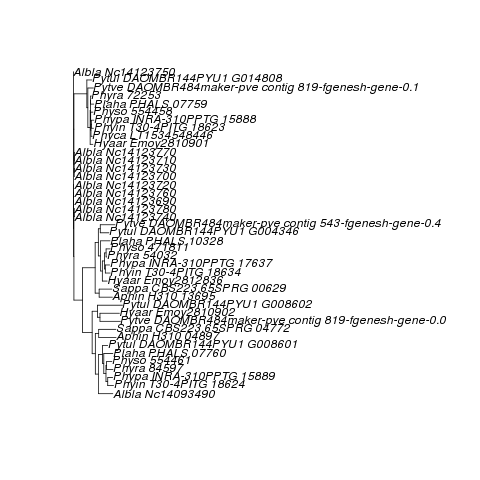 Albla Nc14123750
Pytul DAOMBR144PYU1 G014808
Pytve DAOMBR484maker-pve contig 819-fgenesh-gene-0.1
Phyra 72253
Plaha PHALS 07759
Physo 554458
Phypa INRA-310PPTG 15888
Phyin T30-4PITG 18623
Phyca LT1534548446
Hyaar Emoy2810901
Albla Nc14123770
Albla Nc14123710
Albla Nc14123730
Albla Nc14123700
Albla Nc14123720
Albla Nc14123760
Albla Nc14123690
Albla Nc14123780
Albla Nc14123740
Pytve DAOMBR484maker-pve contig 543-fgenesh-gene-0.4
Pytul DAOMBR144PYU1 G004346
Plaha PHALS 10328
Physo 471811
Phyra 54032
Phypa INRA-310PPTG 17637
Phyin T30-4PITG 18634
Hyaar Emoy2812836
Sappa CBS223.65SPRG 00629
Aphin H310 13695
Pytul DAOMBR144PYU1 G008602
Hyaar Emoy2810902
Pytve DAOMBR484maker-pve contig 819-fgenesh-gene-0.0
Sappa CBS223.65SPRG 04772
Aphin H310 04897
Pytul DAOMBR144PYU1 G008601
Plaha PHALS 07760
Physo 554461
Phyra 84597
Phypa INRA-310PPTG 15889
Phyin T30-4PITG 18624
Albla Nc14093490